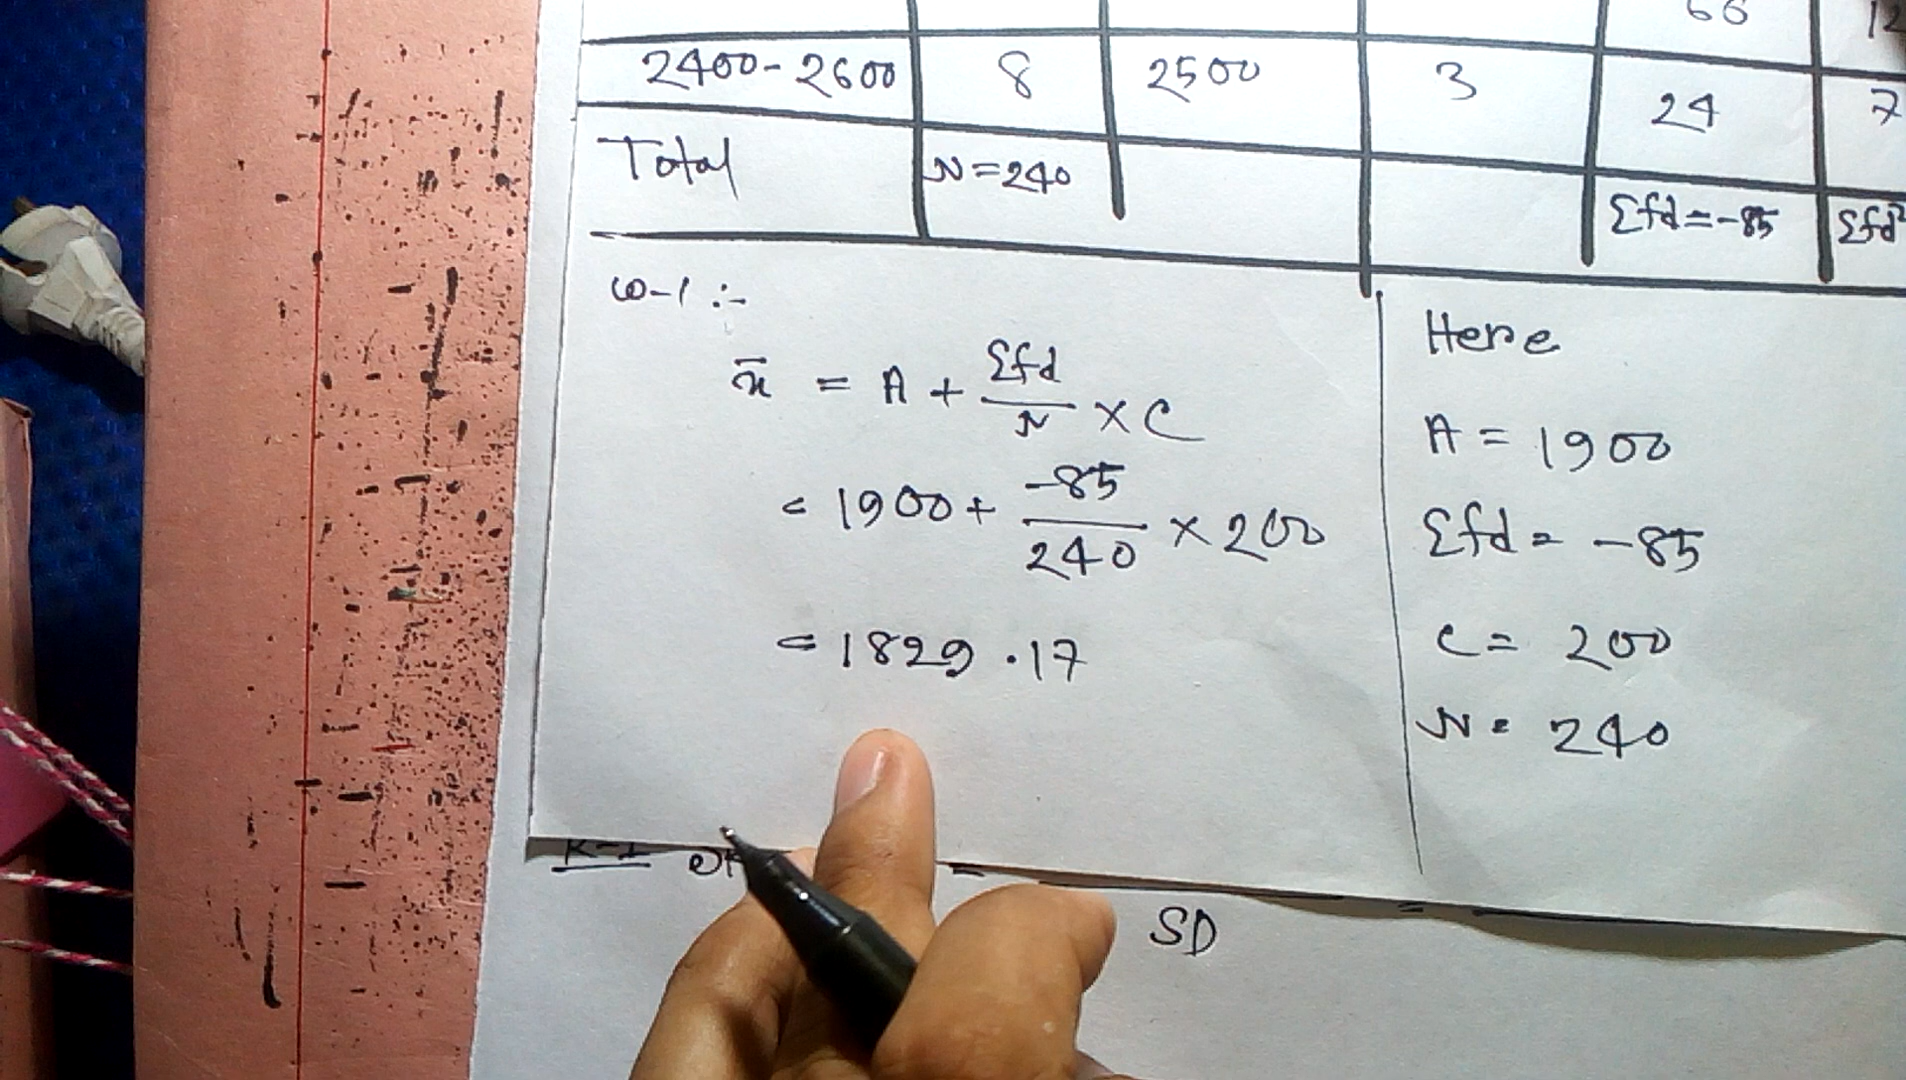 66 12
2400-2600 8 2500 3 24 7
Total N=240 Σfd=-85 Σfd²
ω-1 :-
x̄ = A + Σfd/N × C
= 1900 + -85/240 × 200
= 1829.17
Here
A = 1900
Σfd = -85
C = 200
N = 240
SD